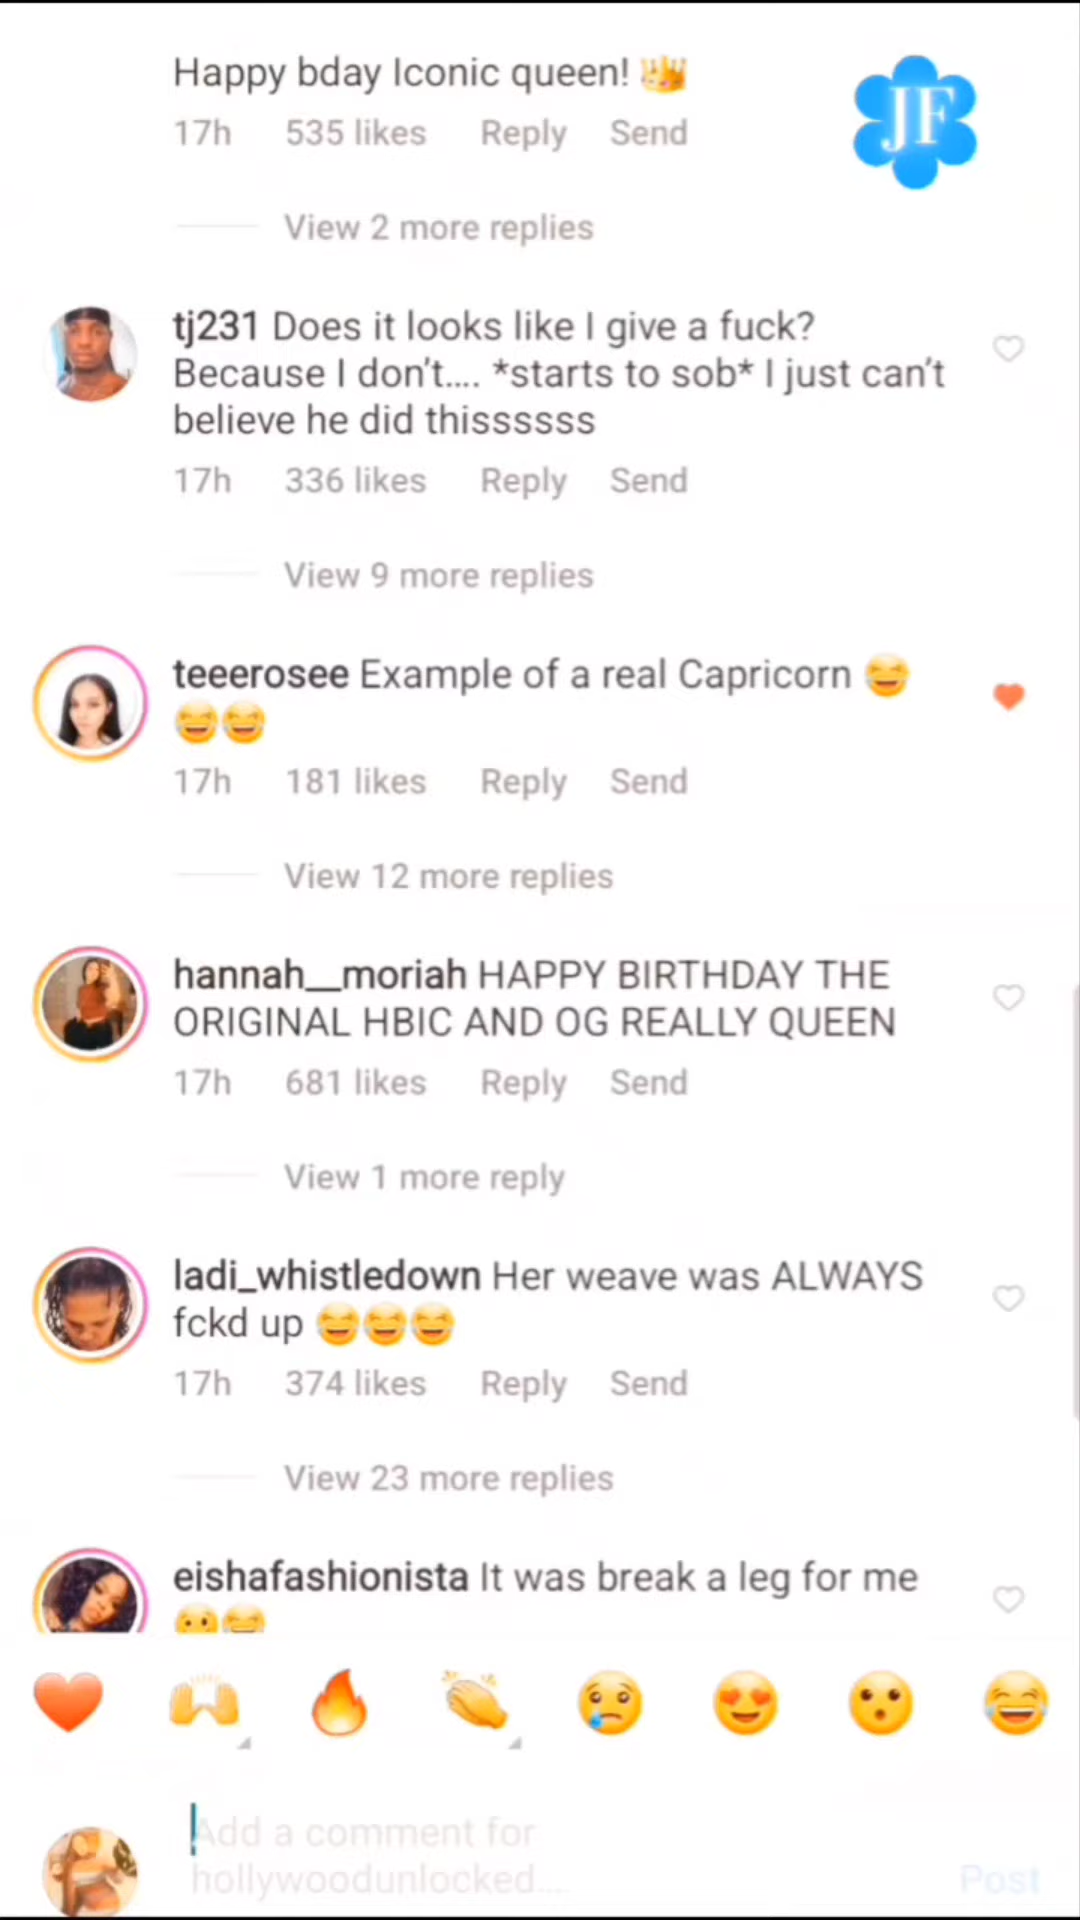 Happy bday Iconic queen! 👑
JF
17h 535 likes Reply Send
View 2 more replies
tj231 Does it looks like I give a fuck?
Because I don't.... *starts to sob* I just can't
believe he did thissssss
17h 336 likes Reply Send
View 9 more replies
teeerosee Example of a real Capricorn 😂
😂😂
17h 181 likes Reply Send
View 12 more replies
hannah__moriah HAPPY BIRTHDAY THE
ORIGINAL HBIC AND OG REALLY QUEEN
17h 681 likes Reply Send
View 1 more reply
ladi_whistledown Her weave was ALWAYS
fckd up 😂😂😂
17h 374 likes Reply Send
View 23 more replies
eishafashionista It was break a leg for me
Add a comment for
hollywoodunlocked...
Post